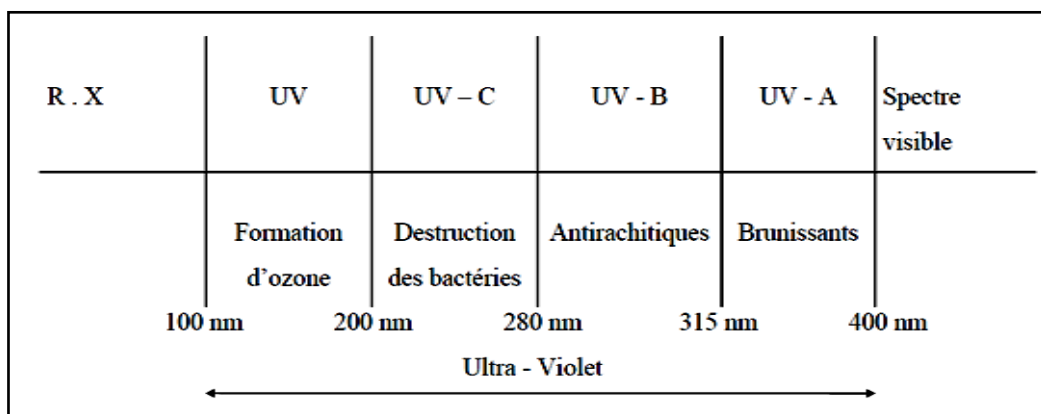 R . X UV UV – C UV - B UV - A Spectre
visible
Formation Destruction Antirachitiques Brunissants
d’ozone des bactéries
100 nm 200 nm 280 nm 315 nm 400 nm
Ultra - Violet